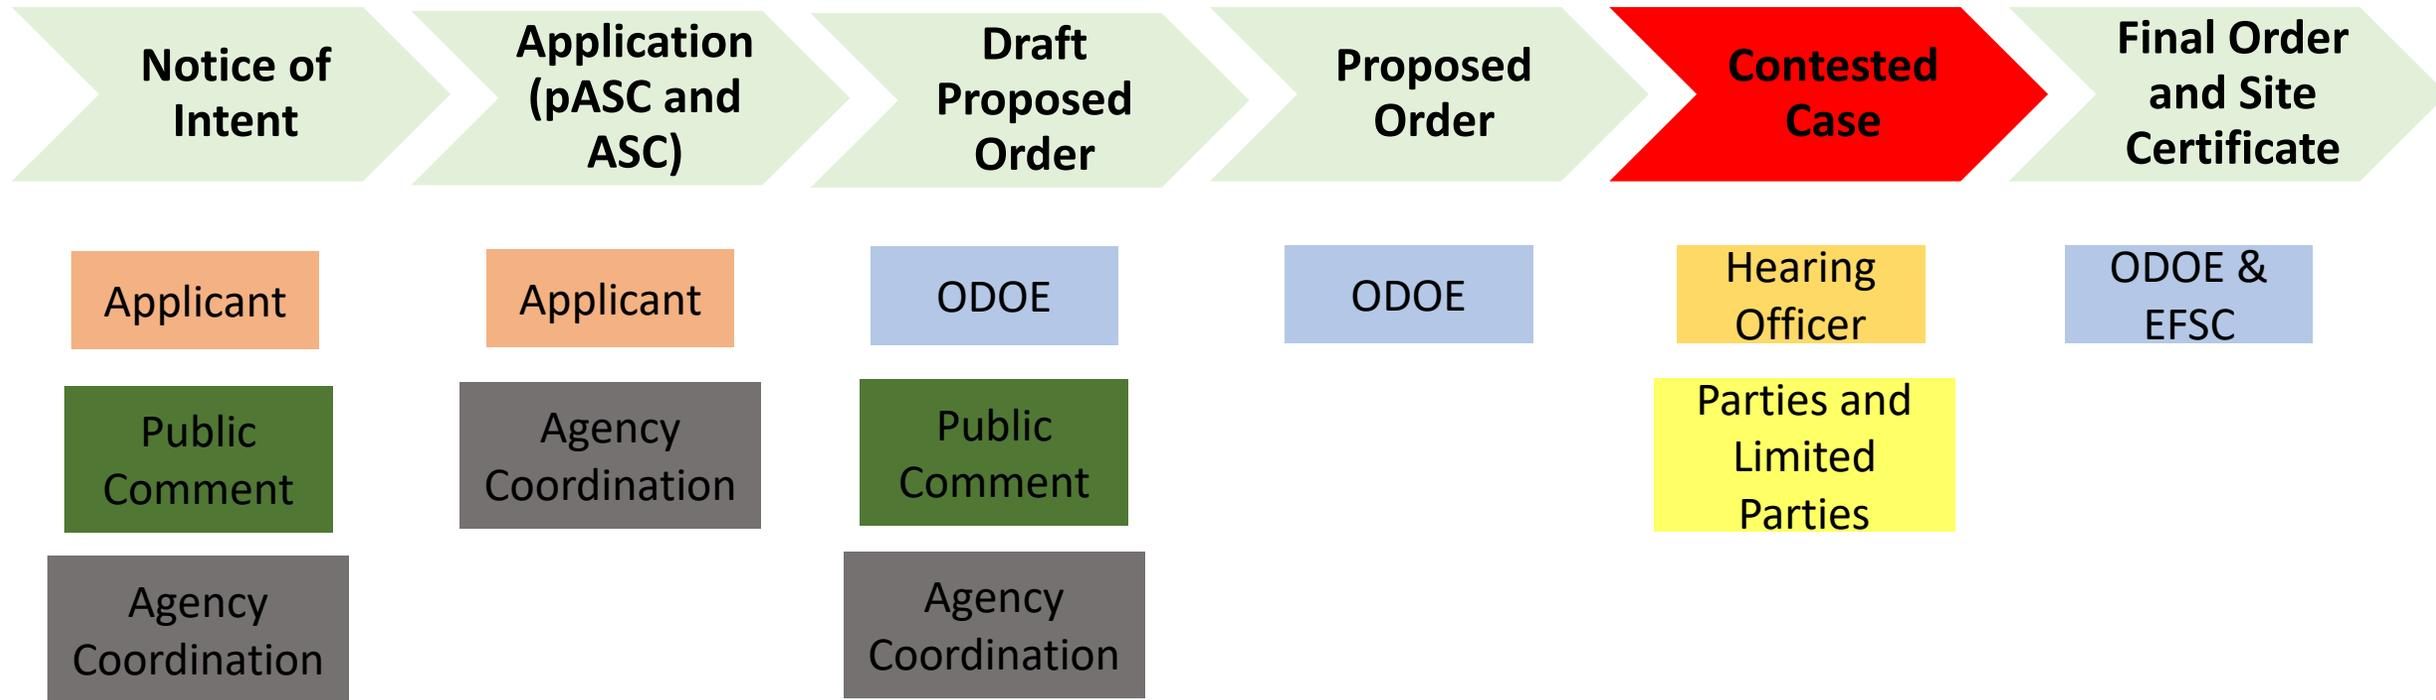 Notice of
Intent
Application
(pASC and
ASC)
Draft
Proposed
Order
Proposed
Order
Contested
Case
Final Order
and Site
Certificate
Applicant
Applicant
ODOE
ODOE
Hearing
Officer
ODOE &
EFSC
Public
Comment
Agency
Coordination
Public
Comment
Parties and
Limited
Parties
Agency
Coordination
Agency
Coordination